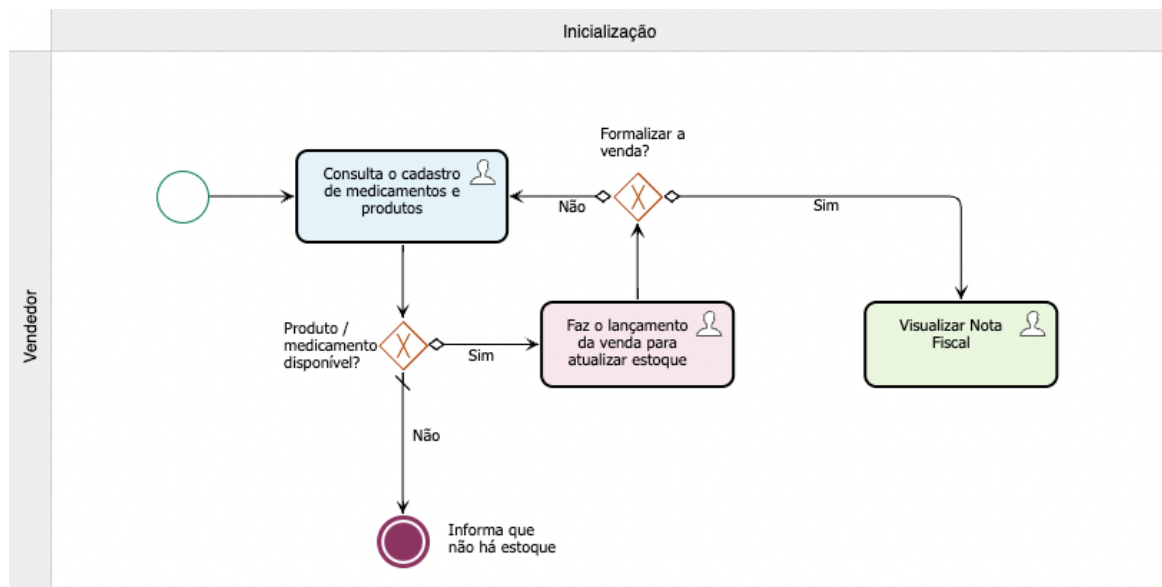 Inicialização
Vendedor
Formalizar a
venda?
Consulta o cadastro
de medicamentos e
produtos
Não
Sim
Produto /
medicamento
disponível?
Sim
Faz o lançamento
da venda para
atualizar estoque
Visualizar Nota
Fiscal
Não
Informa que
não há estoque